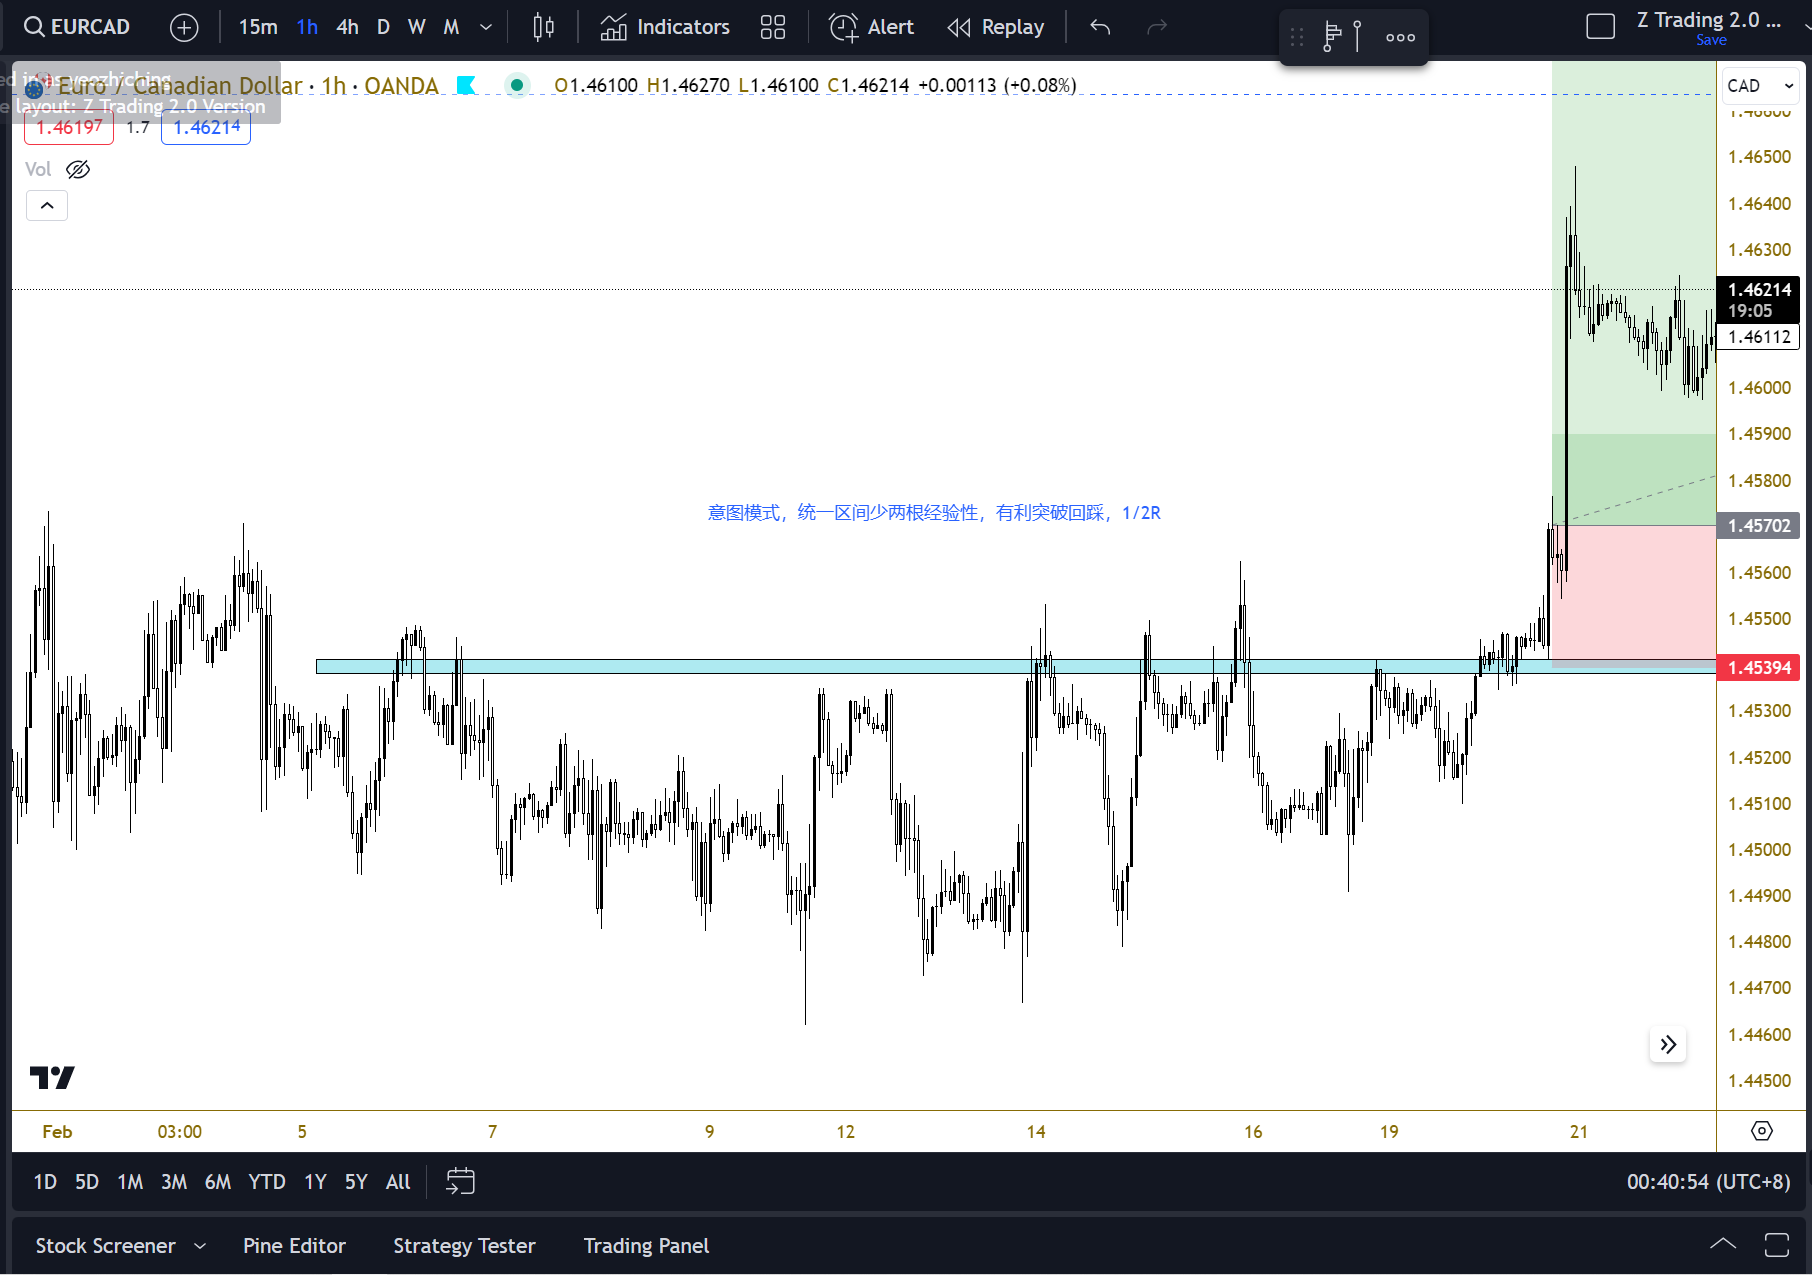 EURCAD
15m 1h 4h D W M
Indicators
Alert
Replay
Z Trading 2.0 ...
Save
Euro / Canadian Dollar · 1h · OANDA
O1.46100 H1.46270 L1.46100 C1.46214 +0.00113 (+0.08%)
layout: Z Trading 2.0 Version
1.46197 1.7 1.46214
Vol
CAD
1.46500
1.46400
1.46300
1.46214
19:05
1.46112
1.46000
1.45900
1.45800
意图模式，统一区间少两根经验性，有利突破回踩，1/2R
1.45702
1.45600
1.45500
1.45394
1.45300
1.45200
1.45100
1.45000
1.44900
1.44800
1.44700
1.44600
1.44500
Feb 03:00 5 7 9 12 14 16 19 21
1D 5D 1M 3M 6M YTD 1Y 5Y All
00:40:54 (UTC+8)
Stock Screener Pine Editor Strategy Tester Trading Panel